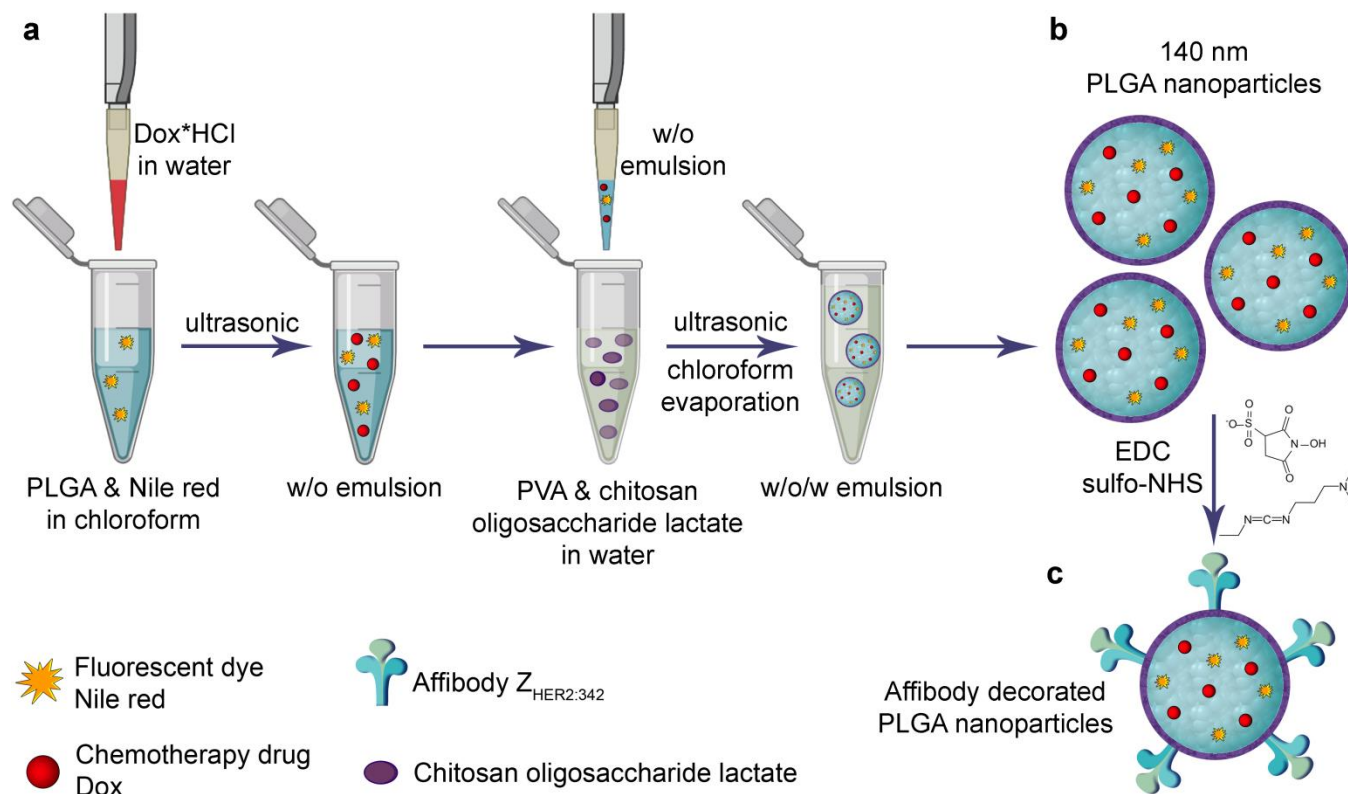 a
Dox*HCl
in water
w/o
emulsion
ultrasonic
ultrasonic
chloroform
evaporation
PLGA & Nile red
in chloroform
w/o emulsion
PVA & chitosan
oligosaccharide lactate
in water
w/o/w emulsion
b
140 nm
PLGA nanoparticles
EDC
sulfo-NHS
O
O
-O
S
O
O
N
OH
O
N
C
N
N
c
Affibody decorated
PLGA nanoparticles
Fluorescent dye
Nile red
Affibody ZHER2:342
Chemotherapy drug
Dox
Chitosan oligosaccharide lactate